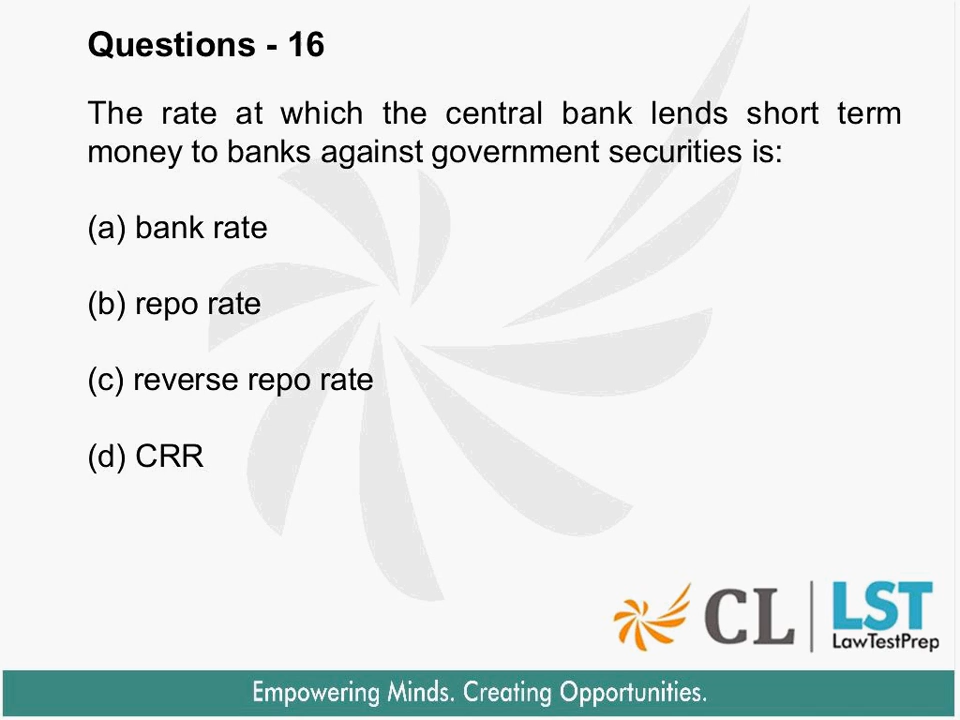 Questions - 16
The rate at which the central bank lends short term
money to banks against government securities is:
(a) bank rate
(b) repo rate
(c) reverse repo rate
(d) CRR
CL
LST
LawTestPrep
Empowering Minds. Creating Opportunities.